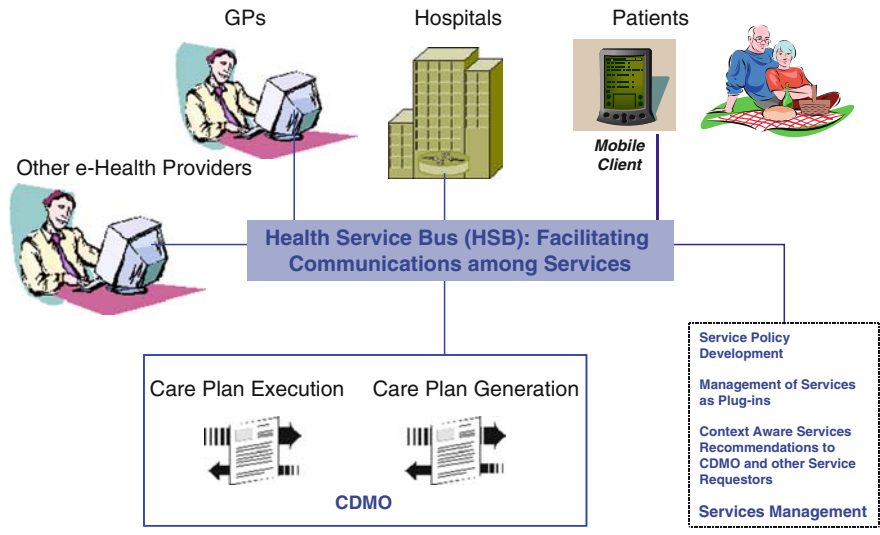 GPs
Hospitals
Patients
Mobile
Client
Other e-Health Providers
Health Service Bus (HSB): Facilitating
Communications among Services
Care Plan Execution
Care Plan Generation
CDMO
Service Policy
Development
Management of Services
as Plug-ins
Context Aware Services
Recommendations to
CDMO and other Service
Requestors
Services Management